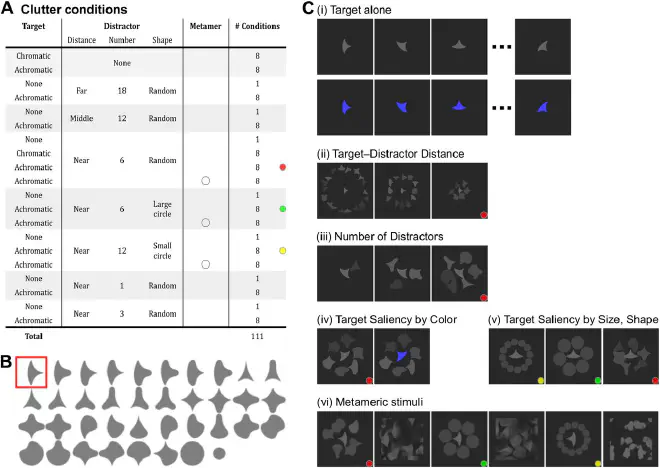 A Clutter conditions
Target Distractor Metamer # Conditions
Distance Number Shape
Chromatic None 8
Achromatic 8
None Far 18 Random 1
Achromatic 8
None Middle 12 Random 1
Achromatic 8
None Near 6 Random 1
Chromatic 8
Achromatic 8
Achromatic 8
None Near 6 Large circle 1
Achromatic 8
Achromatic 8
None Near 12 Small circle 1
Achromatic 8
Achromatic 8
None Near 1 Random 1
Achromatic 8
None Near 3 Random 1
Achromatic 8
Total 111
B
C (i) Target alone
(ii) Target–Distractor Distance
(iii) Number of Distractors
(iv) Target Saliency by Color
(v) Target Saliency by Size, Shape
(vi) Metameric stimuli